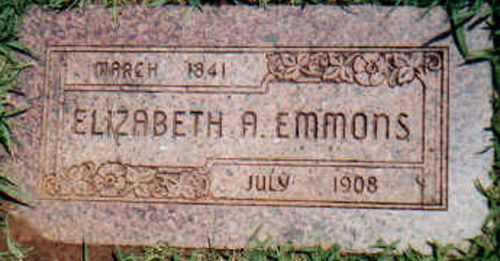 MARCH 1841
ELIZABETH A. EMMONS
JULY 1908